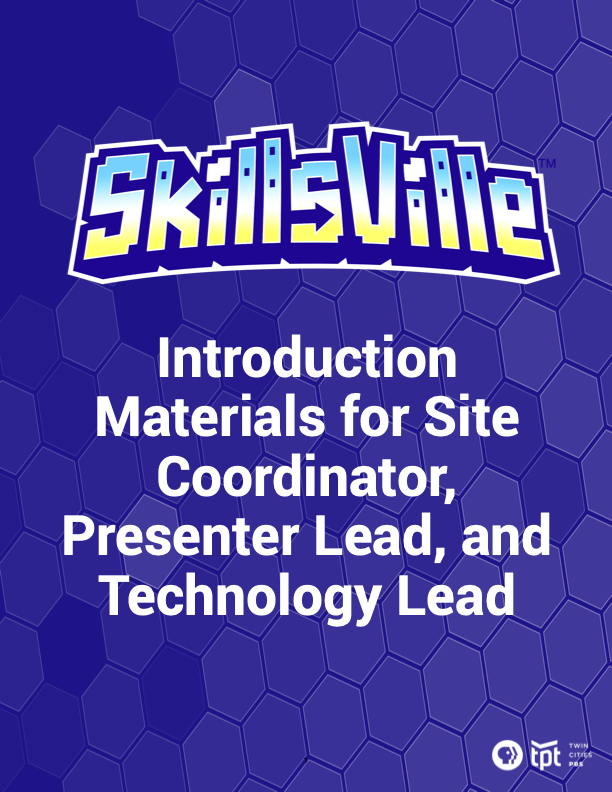 SkillsVille™
Introduction
Materials for Site
Coordinator,
Presenter Lead, and
Technology Lead
tpt
TWIN
CITIES
PBS